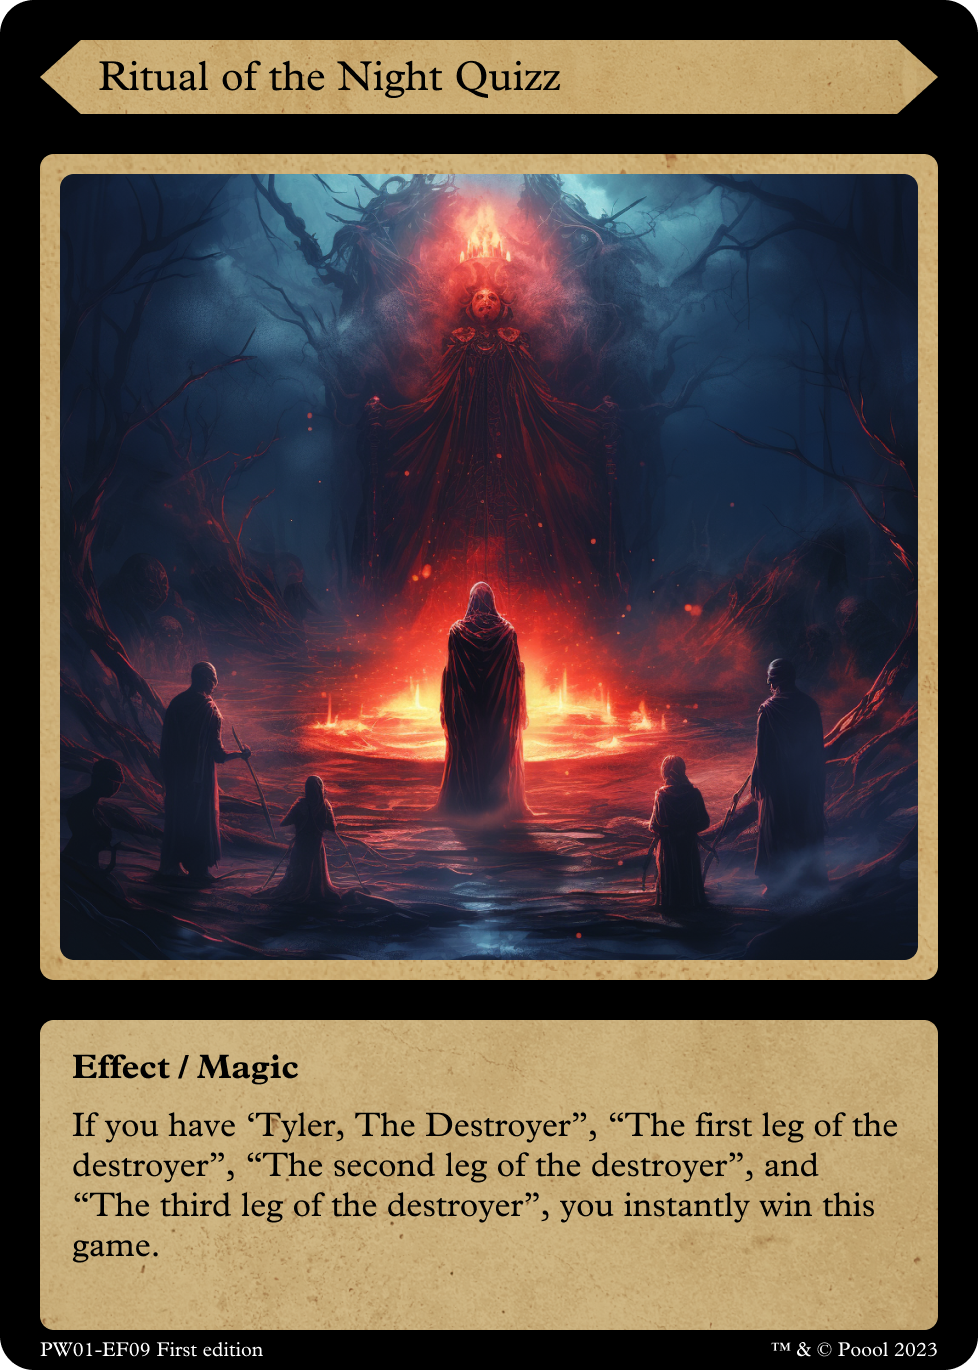 Ritual of the Night Quizz
Effect / Magic
If you have ‘Tyler, The Destroyer”, “The first leg of the
destroyer”, “The second leg of the destroyer”, and
“The third leg of the destroyer”, you instantly win this
game.
PW01-EF09 First edition
™ & © Poool 2023